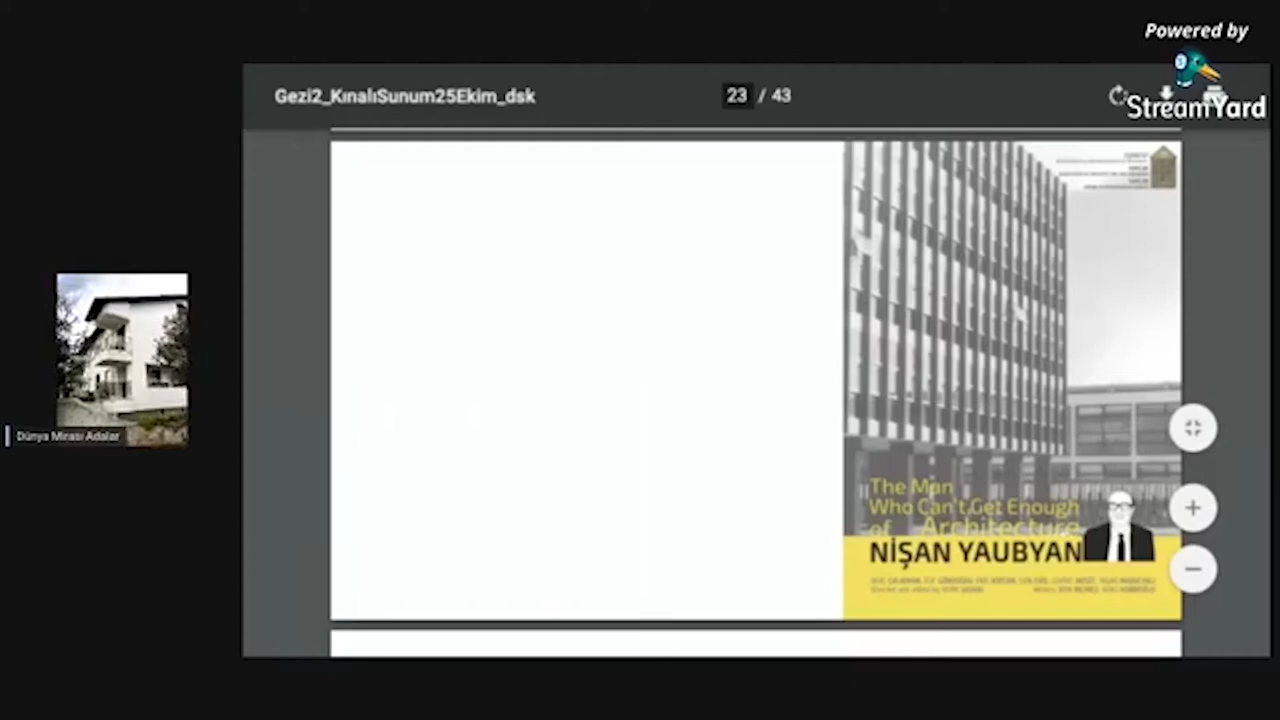 Powered by
StreamYard
Gezi2_KınalıSunum25Ekim_dsk
23 / 43
Dünya Mirası Adalar
The Man
Who Can't Get Enough
of Architecture
NİŞAN YAUBYAN